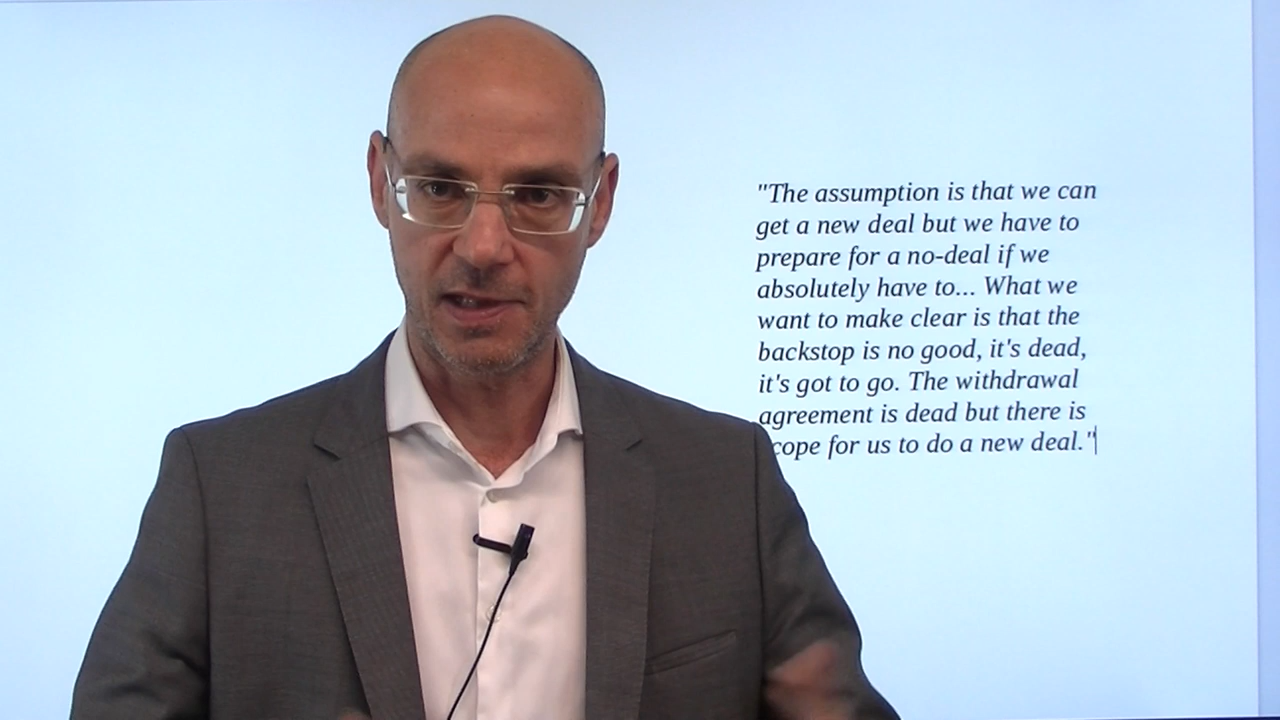 "The assumption is that we can
get a new deal but we have to
prepare for a no-deal if we
absolutely have to... What we
want to make clear is that the
backstop is no good, it's dead,
it's got to go. The withdrawal
agreement is dead but there is
for us to do a new deal."